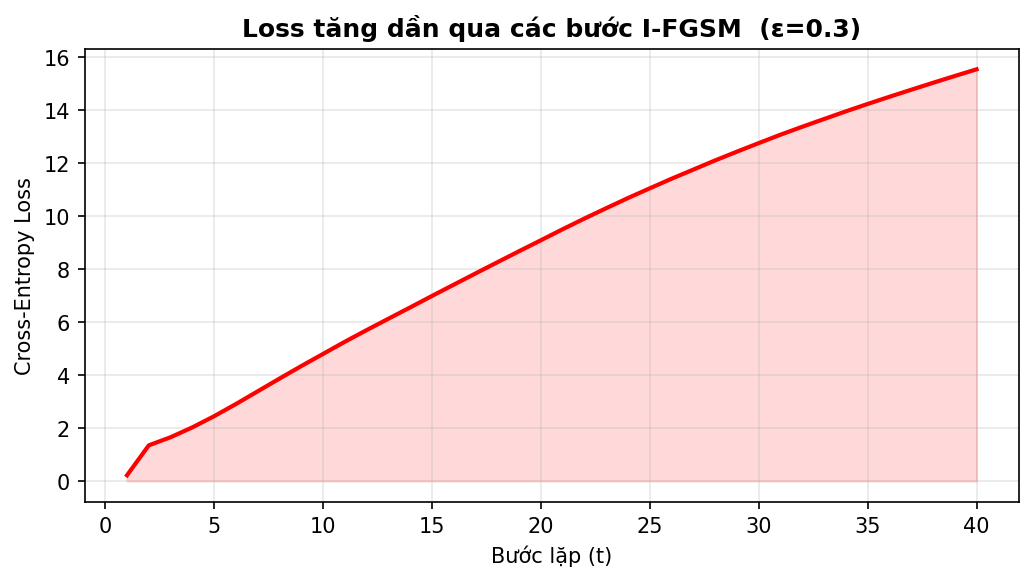 Loss tăng dần qua các bước I-FGSM  (ε=0.3)
Cross-Entropy Loss
16
14
12
10
8
6
4
2
0
0 5 10 15 20 25 30 35 40
Bước lặp (t)